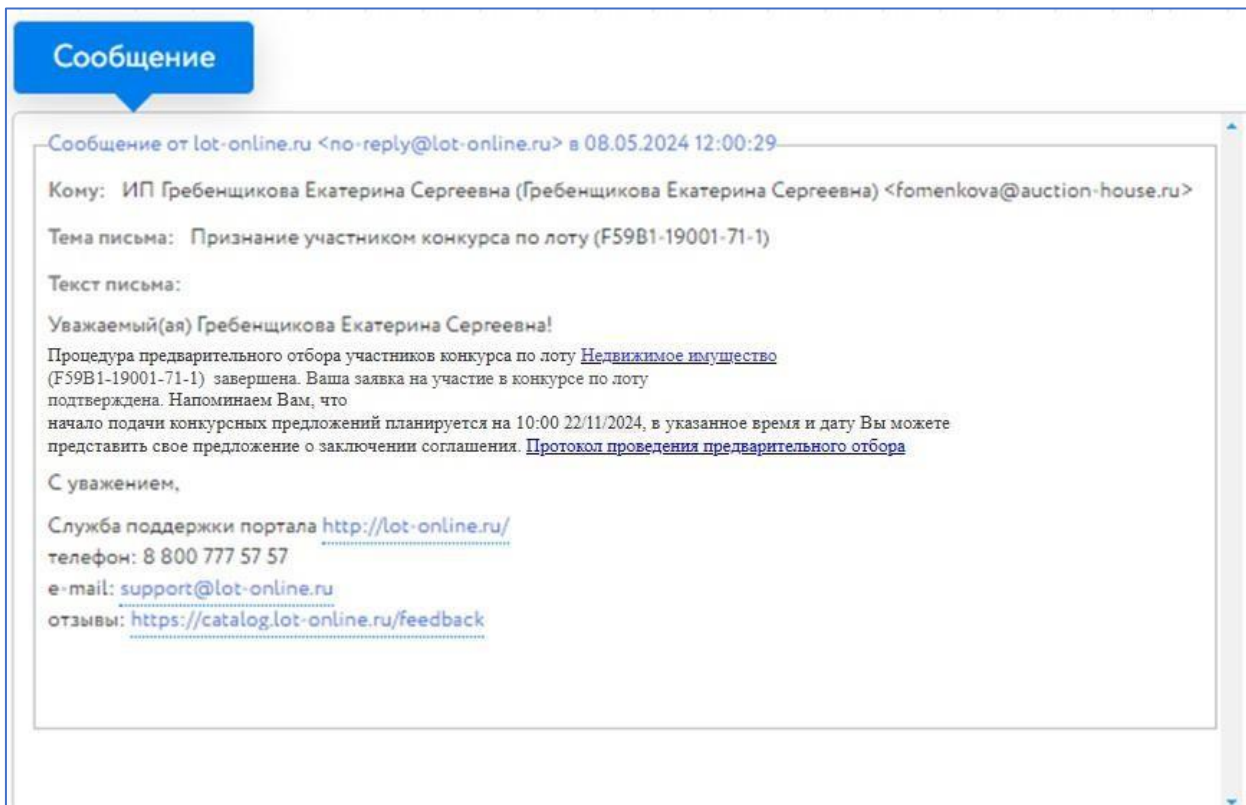 Сообщение
Сообщение от lot-online.ru <no-reply@lot-online.ru> в 08.05.2024 12:00:29
Кому: ИП Гребенщикова Екатерина Сергеевна (Гребенщикова Екатерина Сергеевна) <fomenkova@auction-house.ru>
Тема письма: Признание участником конкурса по лоту (F59B1-19001-71-1)
Текст письма:
Уважаемый(ая) Гребенщикова Екатерина Сергеевна!
Процедура предварительного отбора участников конкурса по лоту Недвижимое имущество
(F59B1-19001-71-1) завершена. Ваша заявка на участие в конкурсе по лоту
подтверждена. Напоминаем Вам, что
начало подачи конкурсных предложений планируется на 10:00 22/11/2024, в указанное время и дату Вы можете
представить свое предложение о заключении соглашения. Протокол проведения предварительного отбора
С уважением,
Служба поддержки портала http://lot-online.ru/
телефон: 8 800 777 57 57
e-mail: support@lot-online.ru
отзывы: https://catalog.lot-online.ru/feedback